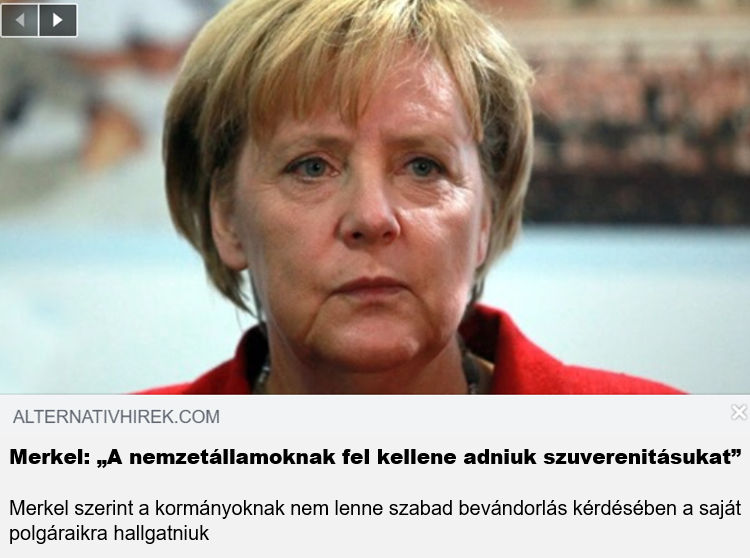 ALTERNATIVHIREK.COM
Merkel: „A nemzetállamoknak fel kellene adniuk szuverenitásukat”
Merkel szerint a kormányoknak nem lenne szabad bevándorlás kérdésében a saját
polgáraikra hallgatniuk